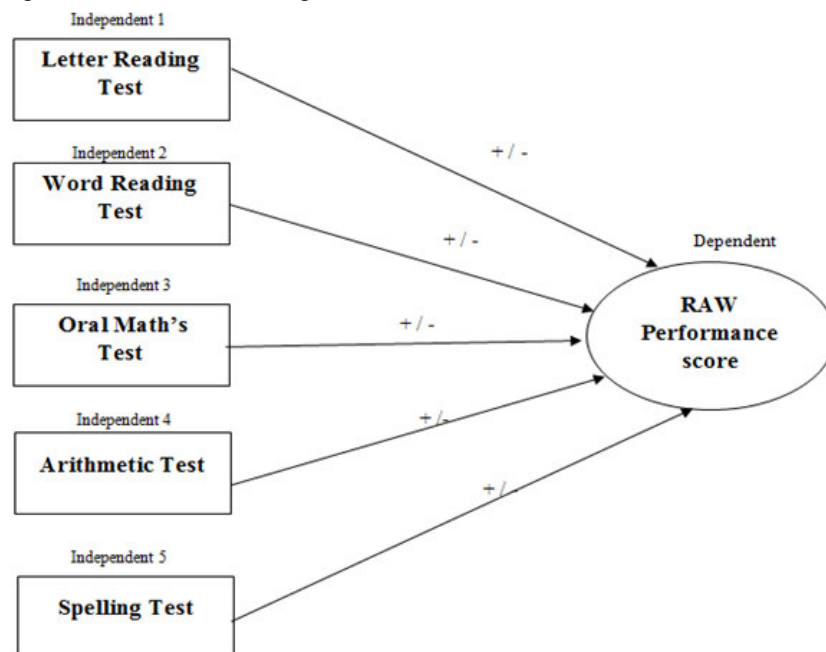 Independent 1
Letter Reading
Test
+ / -
Independent 2
Word Reading
Test
+ / -
Dependent
RAW
Performance
score
Independent 3
Oral Math's
Test
+ / -
Independent 4
Arithmetic Test
+ /-
Independent 5
Spelling Test
+ / -